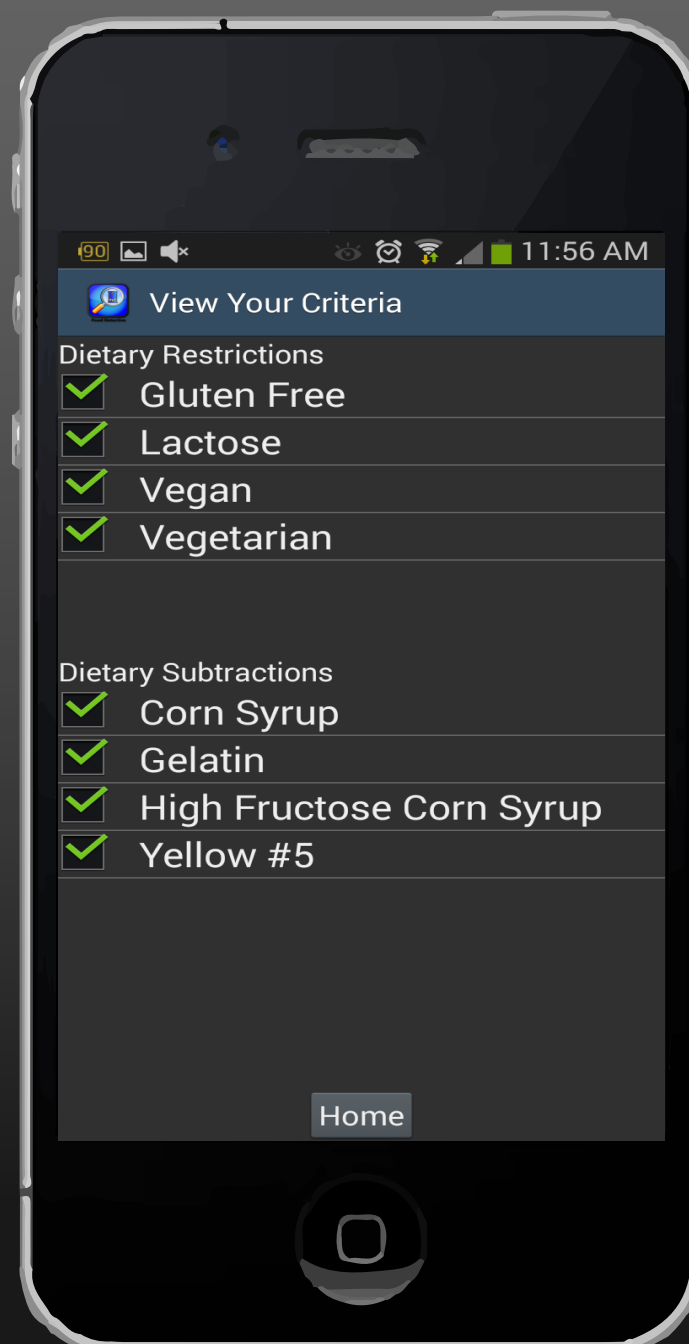 90
11:56 AM
View Your Criteria
Dietary Restrictions
Gluten Free
Lactose
Vegan
Vegetarian
Dietary Subtractions
Corn Syrup
Gelatin
High Fructose Corn Syrup
Yellow #5
Home